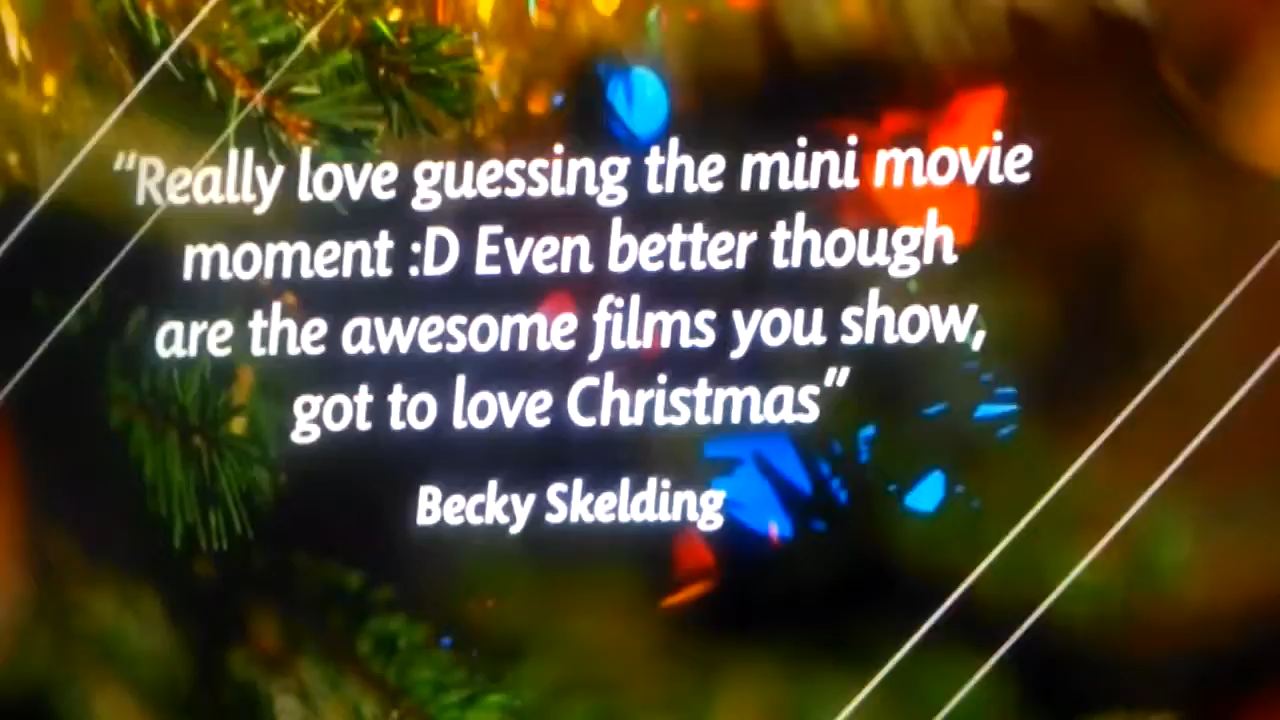 “Really love guessing the mini movie
moment :D Even better though
are the awesome films you show,
got to love Christmas”
Becky Skelding